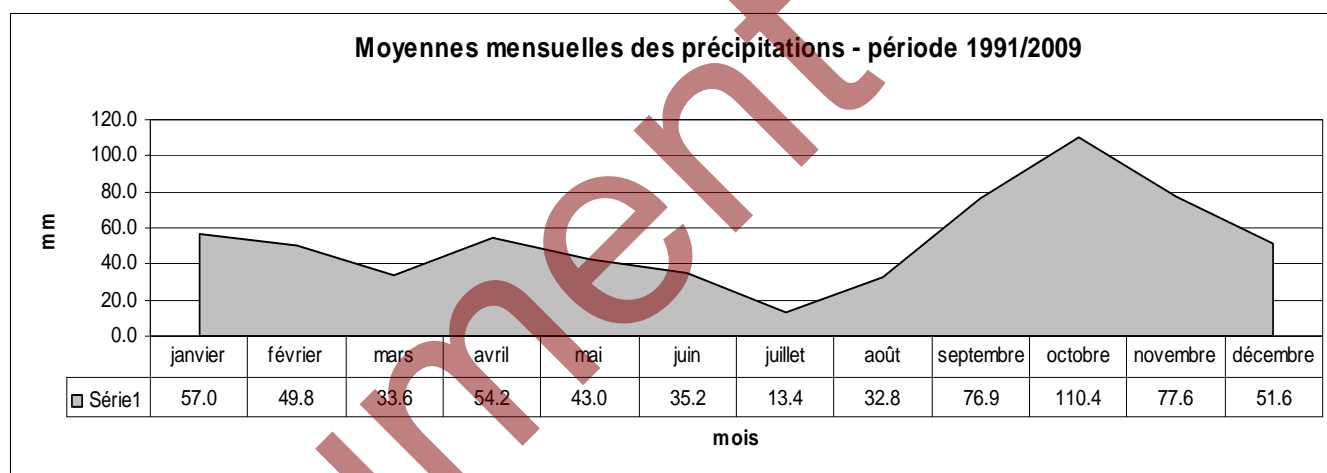 Moyennes mensuelles des précipitations - période 1991/2009
120.0
100.0
80.0
60.0
40.0
20.0
0.0
mm
janvier février mars avril mai juin juillet août septembre octobre novembre décembre
Série1 57.0 49.8 33.6 54.2 43.0 35.2 13.4 32.8 76.9 110.4 77.6 51.6
mois
ument